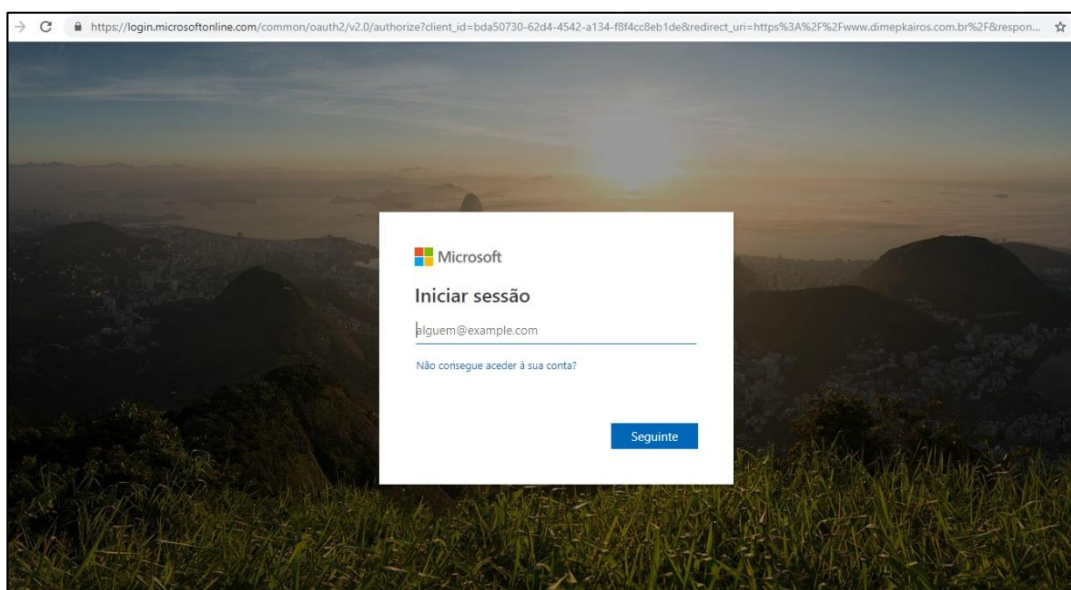 https://login.microsoftonline.com/common/oauth2/v2.0/authorize?client_id=bda50730-62d4-4542-a134-f8f4cc8eb1de&redirect_uri=https%3A%2F%2Fwww.dimepkairos.com.br%2F&respon...
Microsoft
Iniciar sessão
alguem@example.com
Não consegue aceder à sua conta?
Seguinte